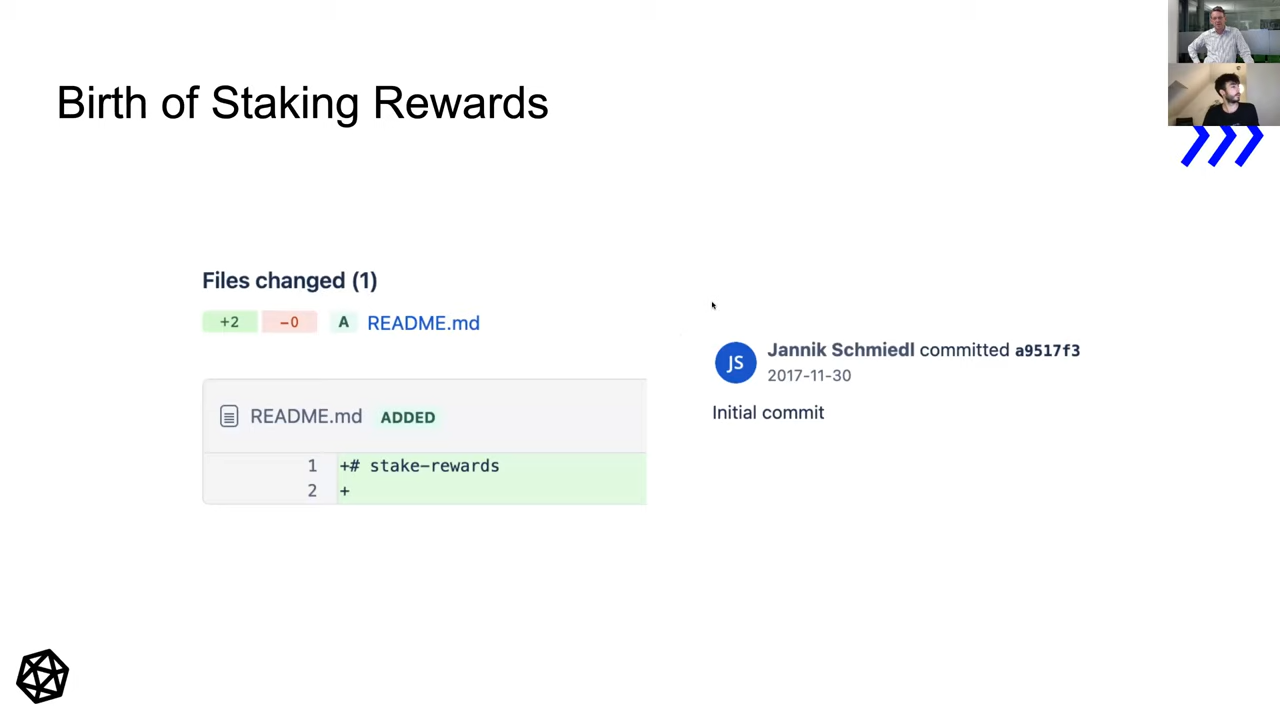 Birth of Staking Rewards
Files changed (1)
+2 −0 A README.md
README.md ADDED
1 +# stake-rewards
2 +
JS Jannik Schmiedl committed a9517f3
2017-11-30
Initial commit